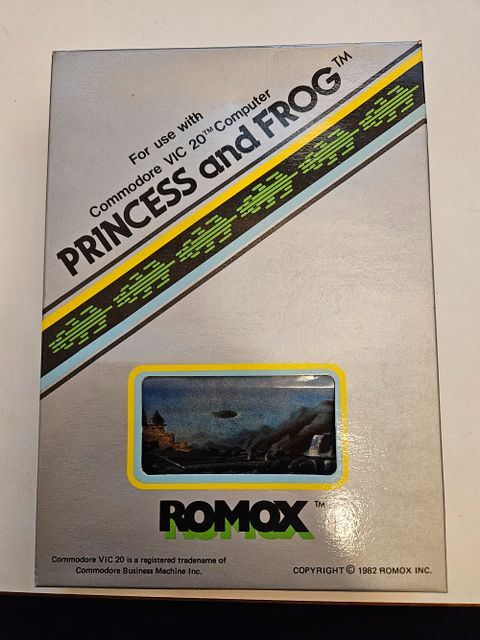 For use with
Commodore VIC 20™ Computer
PRINCESS and FROG™
ROMOX™
Commodore VIC 20 is a registered tradename of
Commodore Business Machine Inc.
COPYRIGHT © 1982 ROMOX INC.